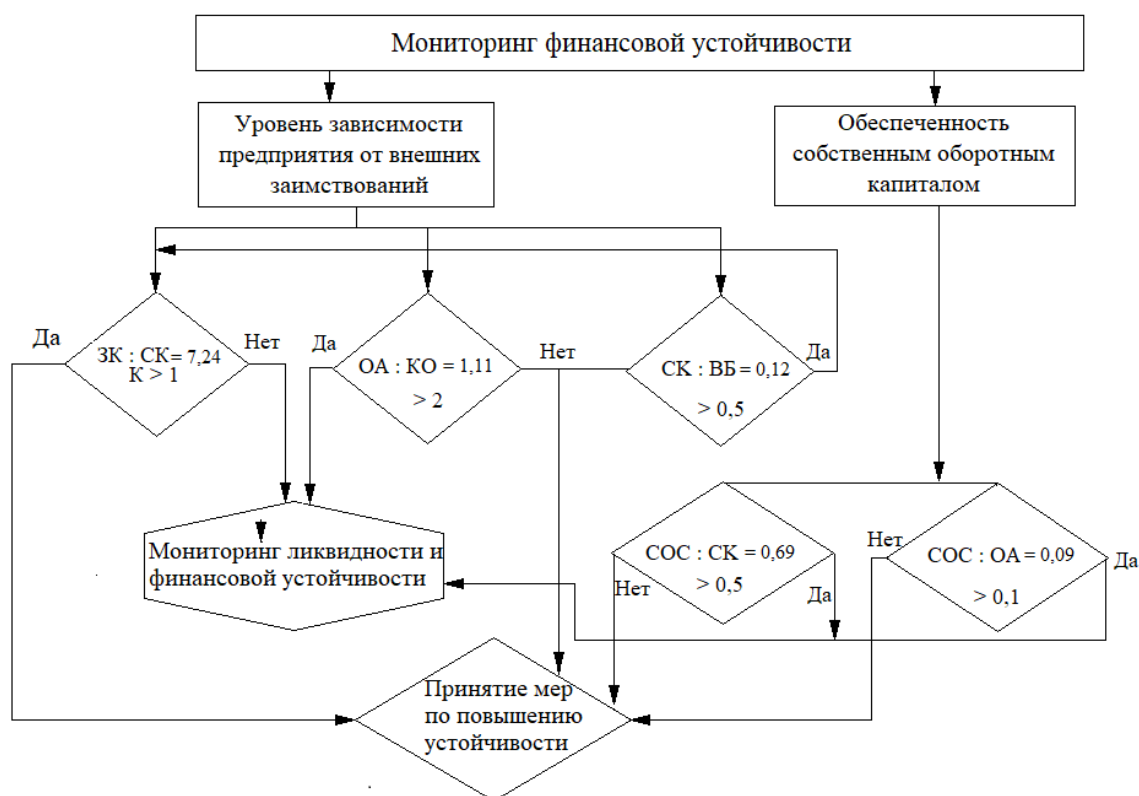 Мониторинг финансовой устойчивости
Уровень зависимости
предприятия от внешних
заимствований
Обеспеченность
собственным оборотным
капиталом
Да
ЗК : СК = 7,24
К > 1
Нет
Да
ОА : КО = 1,11
> 2
Нет
СК : ВБ = 0,12
> 0,5
Да
Мониторинг ликвидности и
финансовой устойчивости
СОС : СК = 0,69
> 0,5
Нет
Да
Нет
СОС : ОА = 0,09
> 0,1
Да
Принятие мер
по повышению
устойчивости